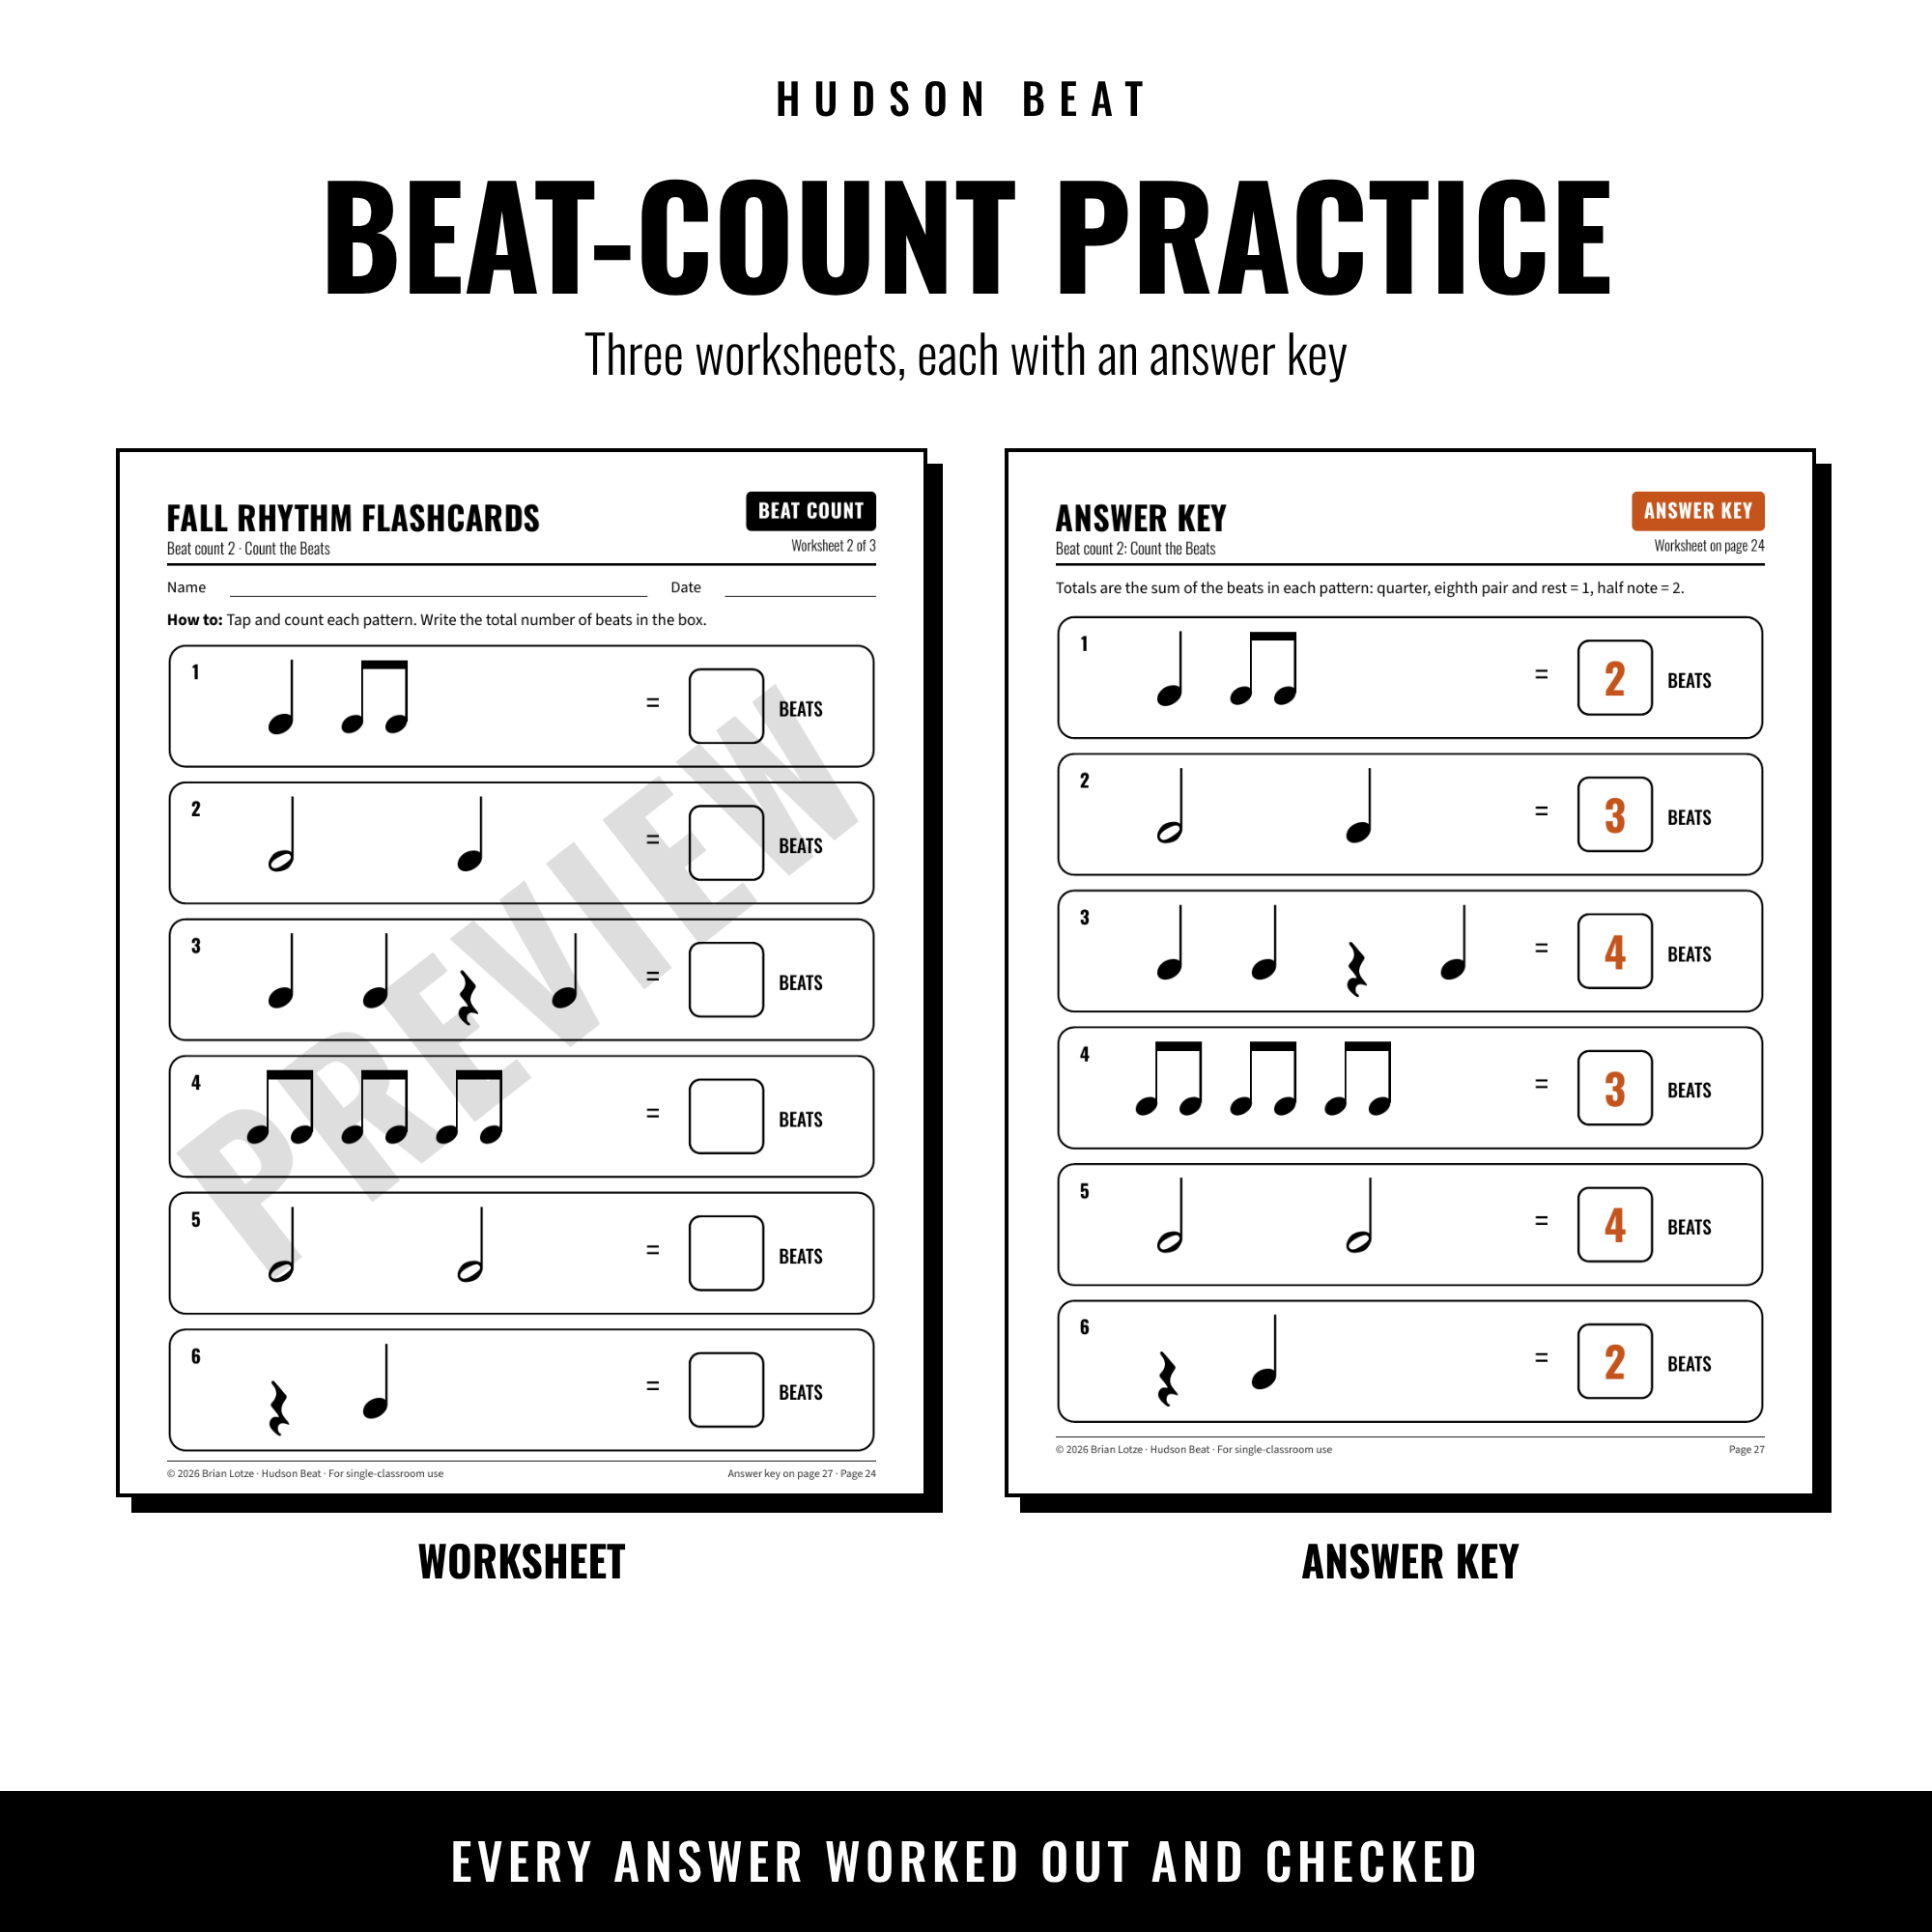 HUDSON BEAT
BEAT-COUNT PRACTICE
Three worksheets, each with an answer key
FALL RHYTHM FLASHCARDS
BEAT COUNT
Beat count 2 · Count the Beats
Worksheet 2 of 3
Name
Date
How to: Tap and count each pattern. Write the total number of beats in the box.
1 = BEATS
2 = BEATS
3 = BEATS
4 = BEATS
5 = BEATS
6 = BEATS
PREVIEW
© 2026 Brian Lotze · Hudson Beat · For single-classroom use
Answer key on page 27 · Page 24
WORKSHEET
ANSWER KEY
ANSWER KEY
Beat count 2: Count the Beats
Worksheet on page 24
Totals are the sum of the beats in each pattern: quarter, eighth pair and rest = 1, half note = 2.
1 = 2 BEATS
2 = 3 BEATS
3 = 4 BEATS
4 = 3 BEATS
5 = 4 BEATS
6 = 2 BEATS
© 2026 Brian Lotze · Hudson Beat · For single-classroom use
Page 27
ANSWER KEY
EVERY ANSWER WORKED OUT AND CHECKED